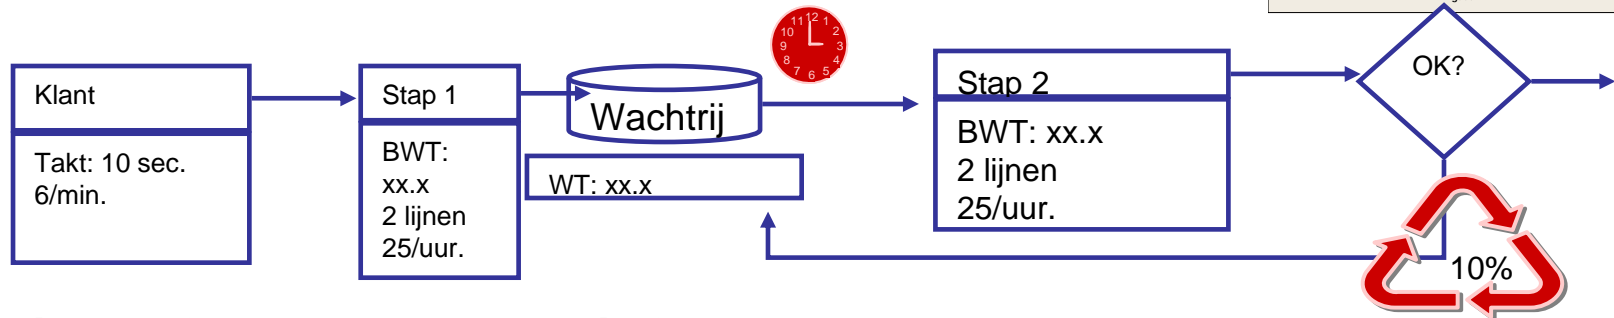 Klant
Takt: 10 sec.
6/min.
Stap 1
BWT:
xx.x
2 lijnen
25/uur.
Wachtrij
WT: xx.x
11 12 1
10 2
9 3
8 4
7 6 5
Stap 2
BWT: xx.x
2 lijnen
25/uur.
OK?
10%